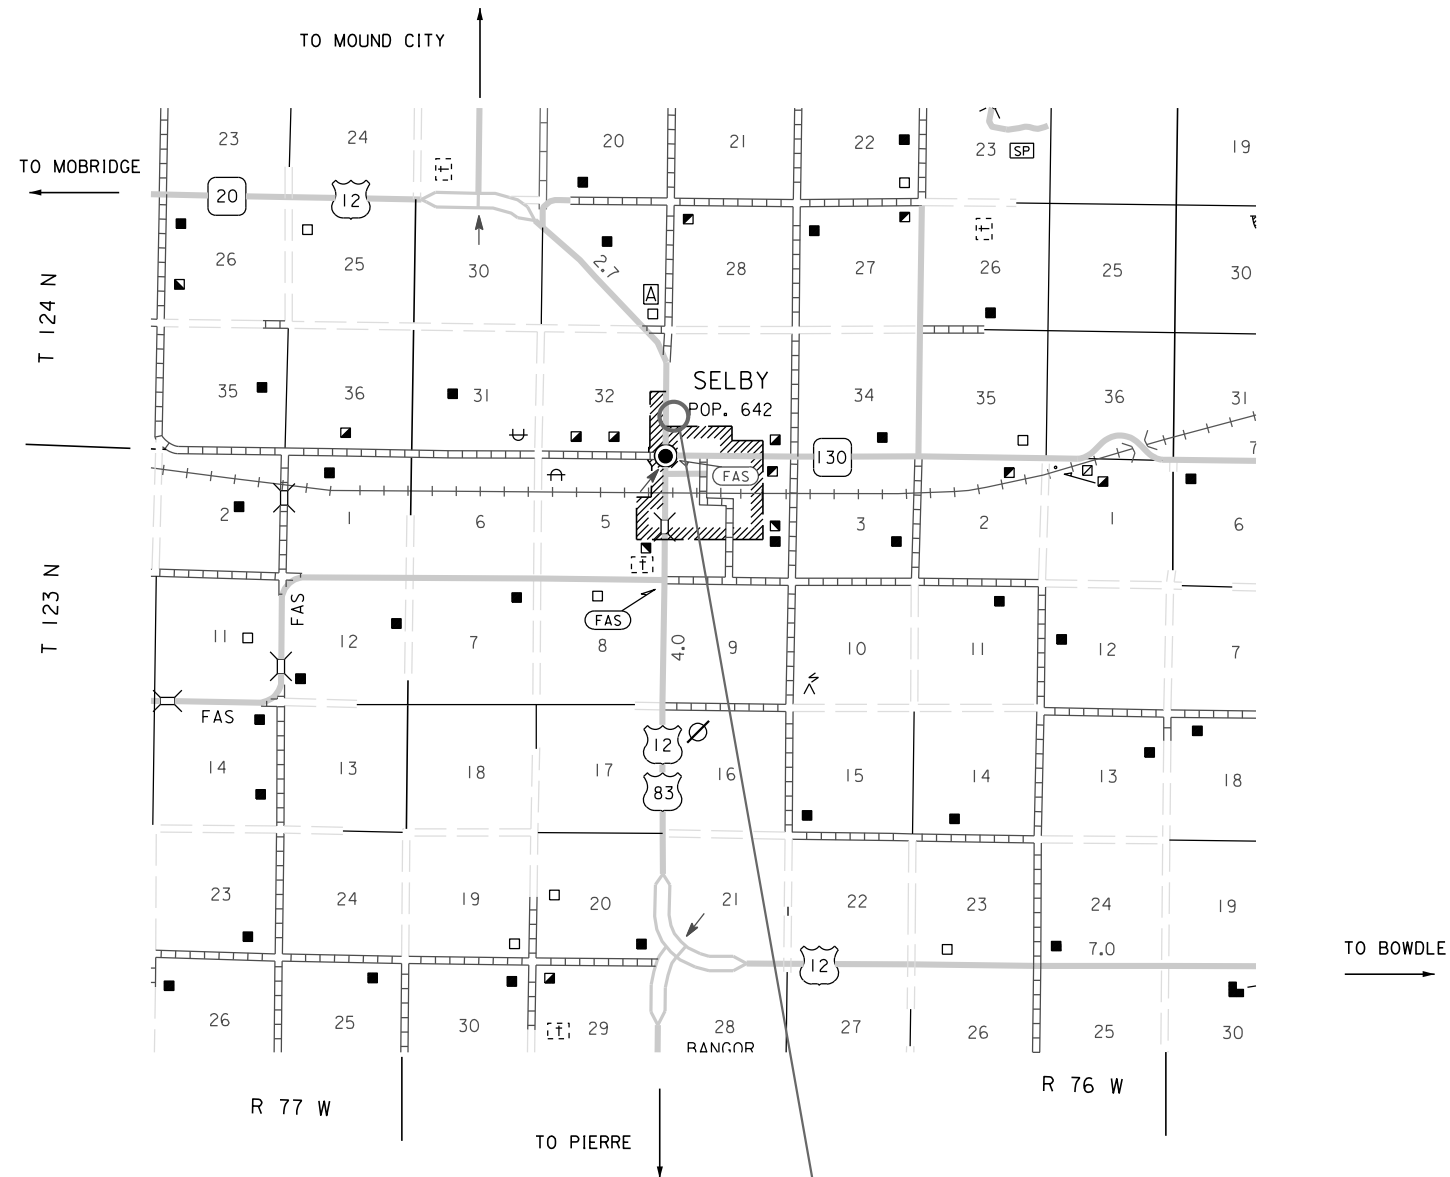 TO MOUND CITY
23 24 20 21 22 23 SP 19
TO MOBRIDGE
20 12
26 25 30 2.7 28 27 26 25 30
A
T 124 N
SELBY
35 36 31 32 POP. 642 34 35 36 31
130 7
FAS
2 1 6 5 3 2 1 6
T 123 N
FAS
FAS
11 12 7 8 4.0 9 10 11 12 7
FAS
12
14 13 18 17 16 15 14 13 18
83
23 24 19 20 21 22 23 24 19
7.0
TO BOWDLE
12
26 25 30 29 28 27 26 25 30
BANGOR
R 77 W
R 76 W
TO PIERRE